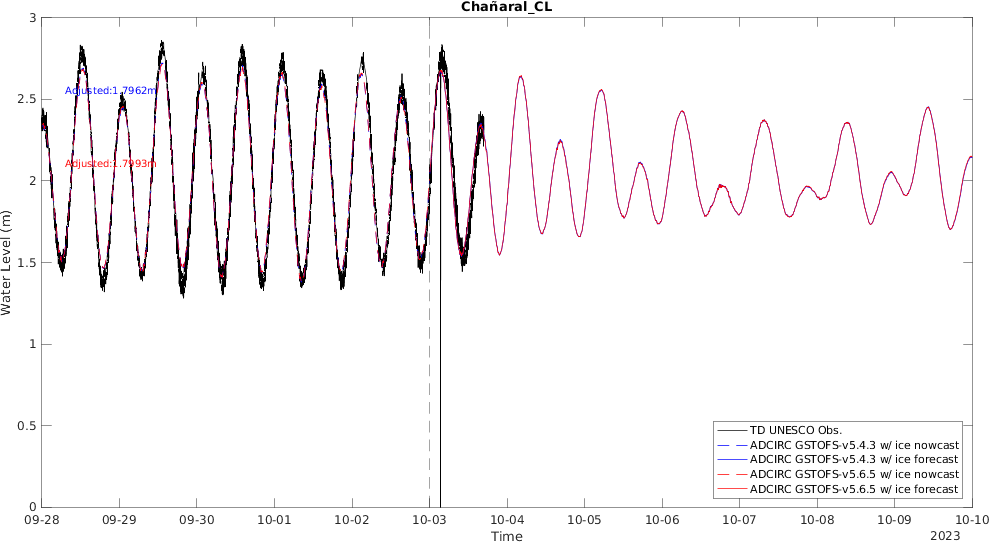 Chañaral_CL
3
2.5
2
1.5
1
0.5
0
Water Level (m)
Adjusted:1.7962m
Adjusted:1.7993m
TD UNESCO Obs.
ADCIRC GSTOFS-v5.4.3 w/ ice nowcast
ADCIRC GSTOFS-v5.4.3 w/ ice forecast
ADCIRC GSTOFS-v5.6.5 w/ ice nowcast
ADCIRC GSTOFS-v5.6.5 w/ ice forecast
09-28 09-29 09-30 10-01 10-02 10-03 10-04 10-05 10-06 10-07 10-08 10-09 10-10
Time
2023